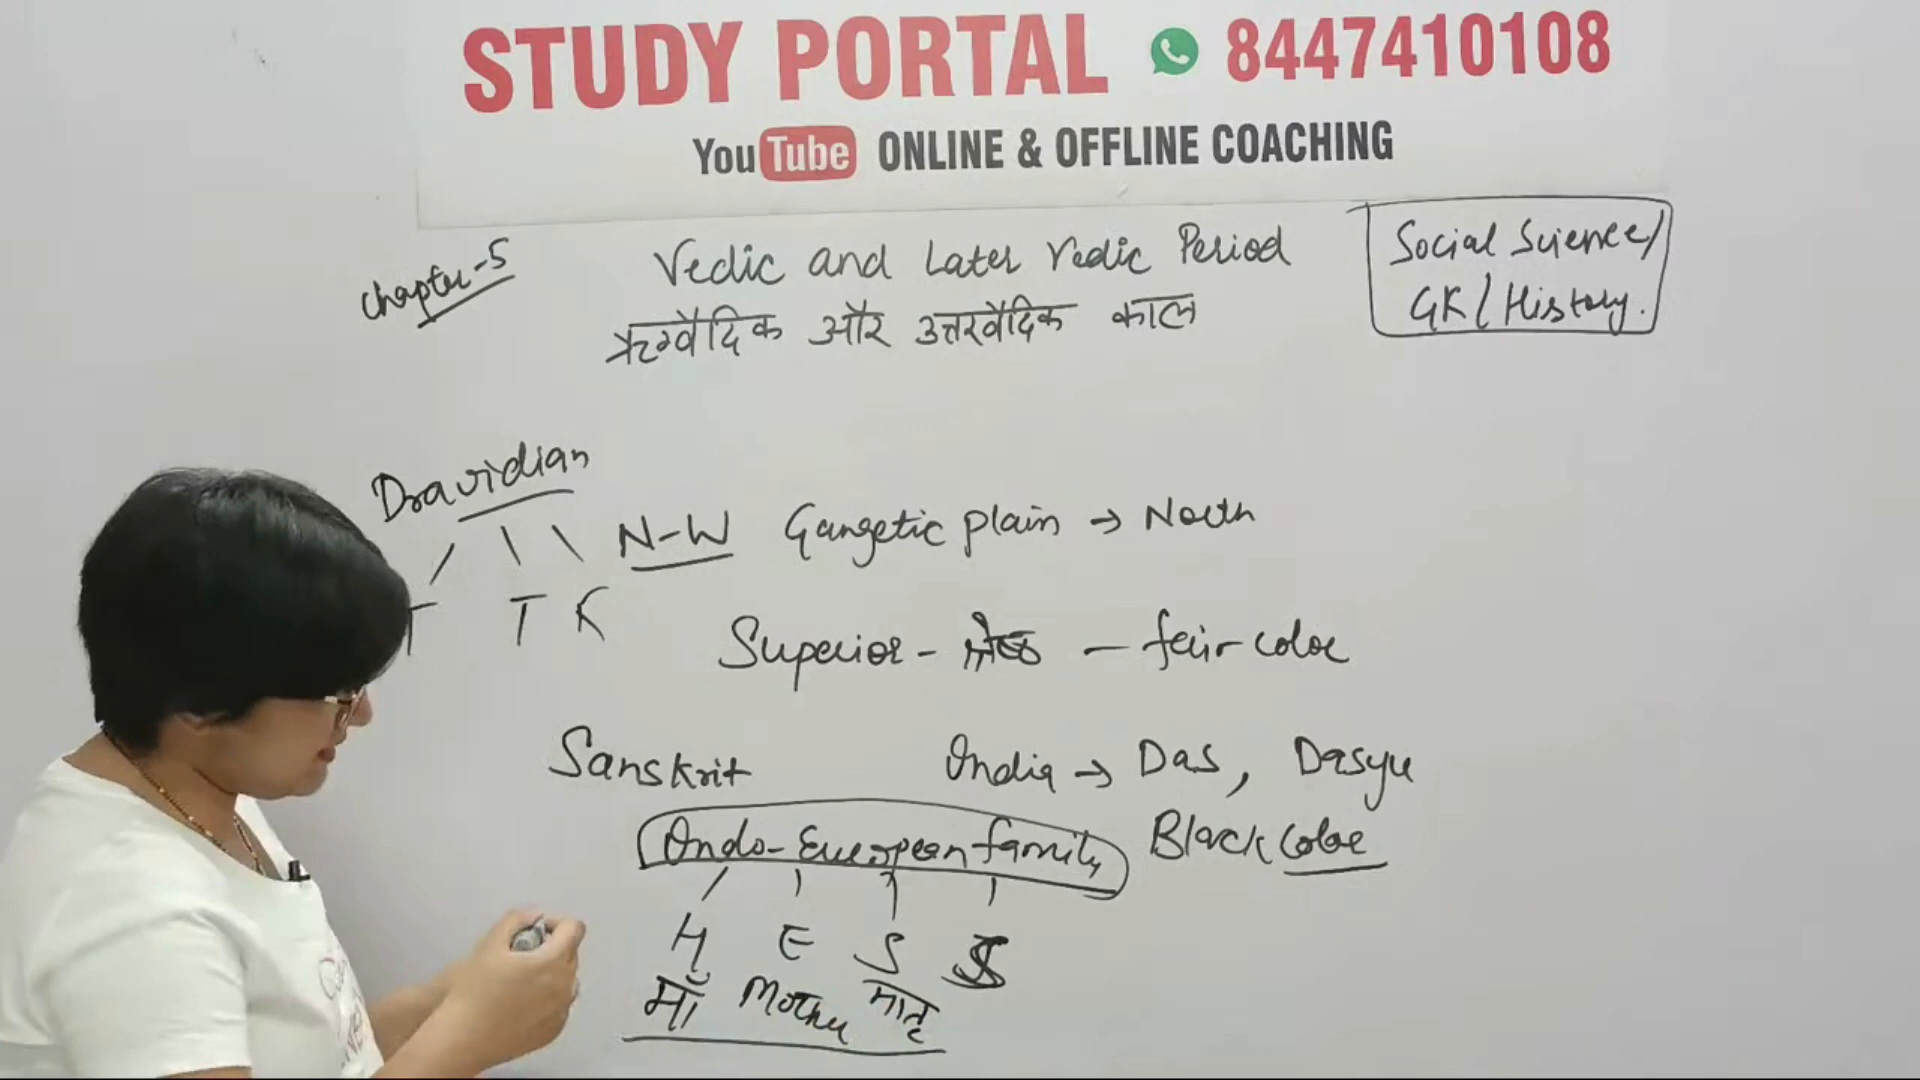 STUDY PORTAL 8447410108
YouTube ONLINE & OFFLINE COACHING
Chapter-5
Vedic and Later Vedic Period
ऋग्वैदिक और उत्तरवैदिक काल
Social Science/
GK/History.
Dravidian
N-W Gangetic plain → North
T T K
Superior - श्रेष्ठ - fair color
Sanskrit India → Das, Dasyu
Indo-European family Black Color
H E S
माँ Mother मातृ